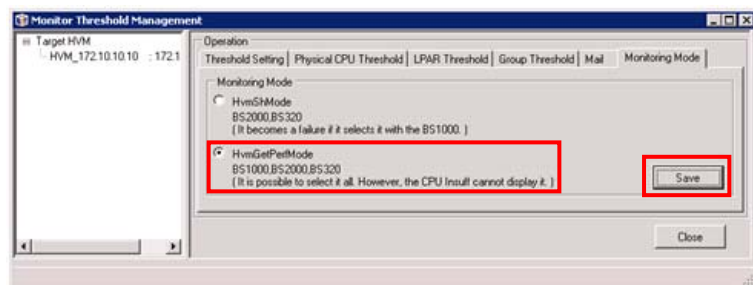 Monitor Threshold Management
Target HVM
HVM_172.10.10.10 : 172.1
Operation
Threshold Setting Physical CPU Threshold LPAR Threshold Group Threshold Mail Monitoring Mode
Monitoring Mode
HvmShMode
BS2000,BS320
( It becomes a failure if it selects it with the BS1000. )
HvmGetPerfMode
BS1000,BS2000,BS320
( It is possible to select it all. However, the CPU Insuff cannot display it. )
Save
Close